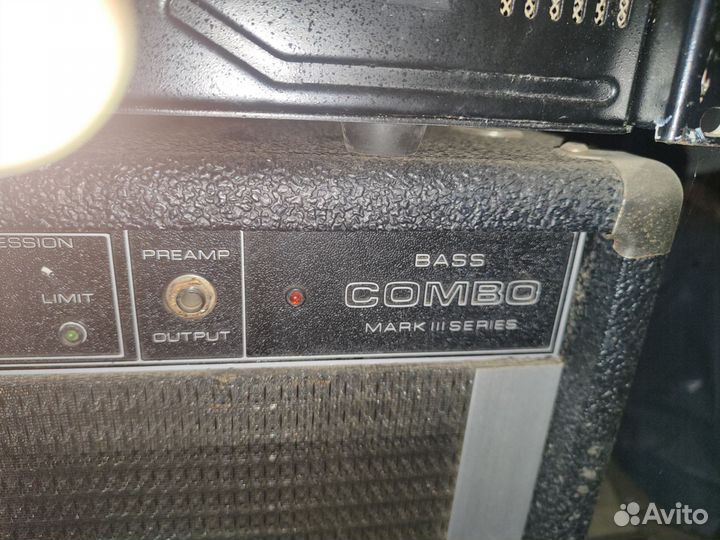 ESSION
LIMIT
PREAMP
OUTPUT
BASS
COMBO
MARK III SERIES
Avito